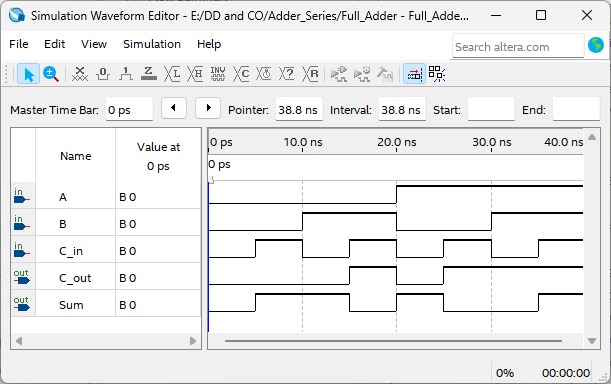 Simulation Waveform Editor - E:/DD and CO/Adder_Series/Full_Adder - Full_Adde...
File Edit View Simulation Help
Search altera.com
Master Time Bar: 0 ps Pointer: 38.8 ns Interval: 38.8 ns Start: End:
Name Value at 0 ps
0 ps 10.0 ns 20.0 ns 30.0 ns 40.0 ns
0 ps
in A B 0
in B B 0
in C_in B 0
out C_out B 0
out Sum B 0
0% 00:00:00